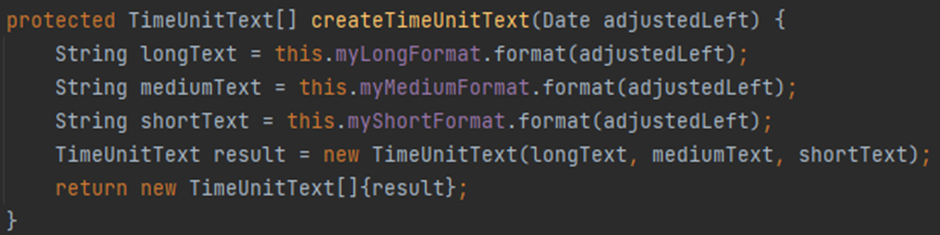 protected TimeUnitText[] createTimeUnitText(Date adjustedLeft) {
    String longText = this.myLongFormat.format(adjustedLeft);
    String mediumText = this.myMediumFormat.format(adjustedLeft);
    String shortText = this.myShortFormat.format(adjustedLeft);
    TimeUnitText result = new TimeUnitText(longText, mediumText, shortText);
    return new TimeUnitText[]{result};
}